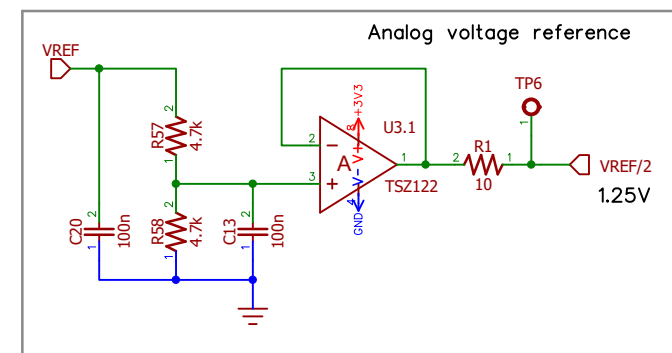 Analog voltage reference
VREF
TP6
1
2
R57
4.7k
1
+3V3
8
U3.1
2
A
V+
V-
1
3
TSZ122
4
GND
2
R1
1
10
VREF/2
1.25V
2
C20
100n
1
2
R58
4.7k
1
2
C13
100n
1